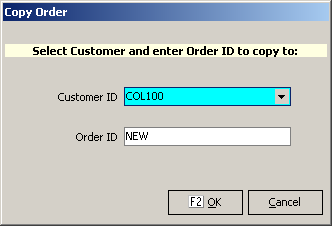 Copy Order
Select Customer and enter Order ID to copy to:
Customer ID COL100
Order ID NEW
F2 OK Cancel